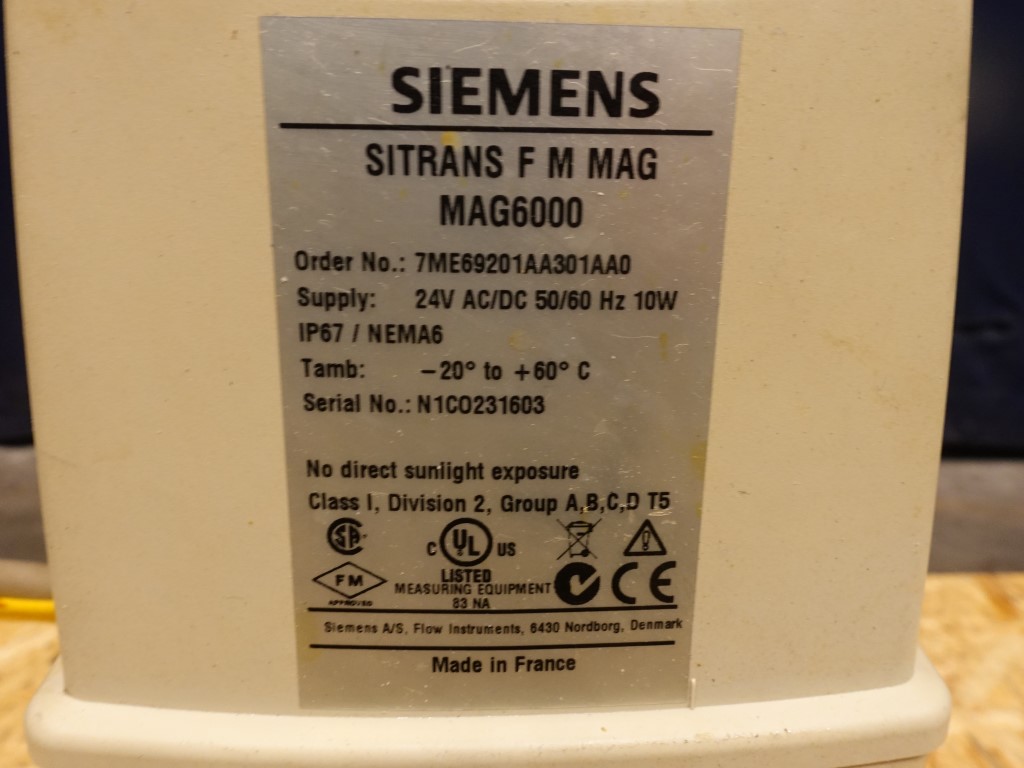 SIEMENS
SITRANS F M MAG
MAG6000
Order No.: 7ME69201AA301AA0
Supply: 24V AC/DC 50/60 Hz 10W
IP67 / NEMA6
Tamb: −20° to +60° C
Serial No.: N1CO231603
No direct sunlight exposure
Class I, Division 2, Group A,B,C,D T5
SA
C UL US
FM
APPROVED
LISTED
MEASURING EQUIPMENT
83 NA
CE
Siemens A/S, Flow Instruments, 6430 Nordborg, Denmark
Made in France